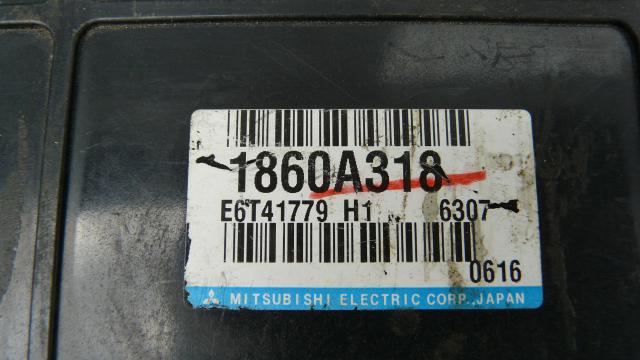 1860A318
E6T41779 H1 6307
0616
MITSUBISHI ELECTRIC CORP., JAPAN